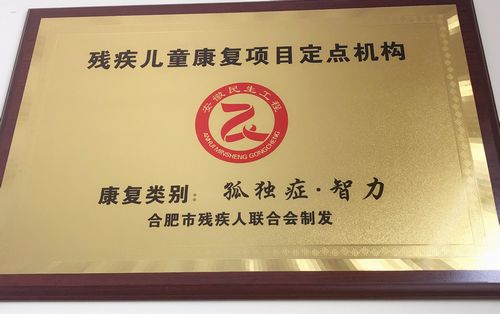 残疾儿童康复项目定点机构
安徽民生工程
ANHUI MINSHENG GONGCHENG
康复类别：孤独症·智力
合肥市残疾人联合会制发